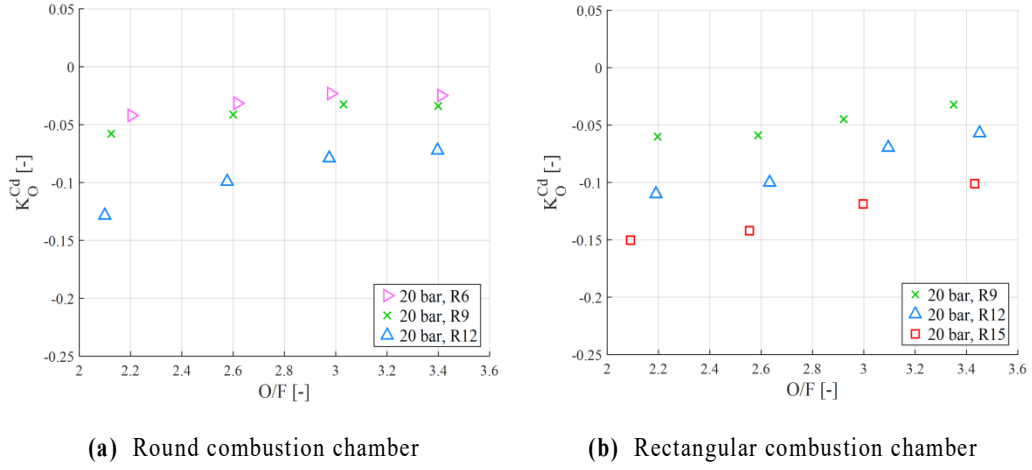 0.05
0
-0.05
-0.1
-0.15
-0.2
-0.25
K_O^Cd [-]
2 2.2 2.4 2.6 2.8 3 3.2 3.4 3.6
O/F [-]
20 bar, R6
20 bar, R9
20 bar, R12
(a) Round combustion chamber
0.05
0
-0.05
-0.1
-0.15
-0.2
-0.25
K_O^Cd [-]
2 2.2 2.4 2.6 2.8 3 3.2 3.4 3.6
O/F [-]
20 bar, R9
20 bar, R12
20 bar, R15
(b) Rectangular combustion chamber